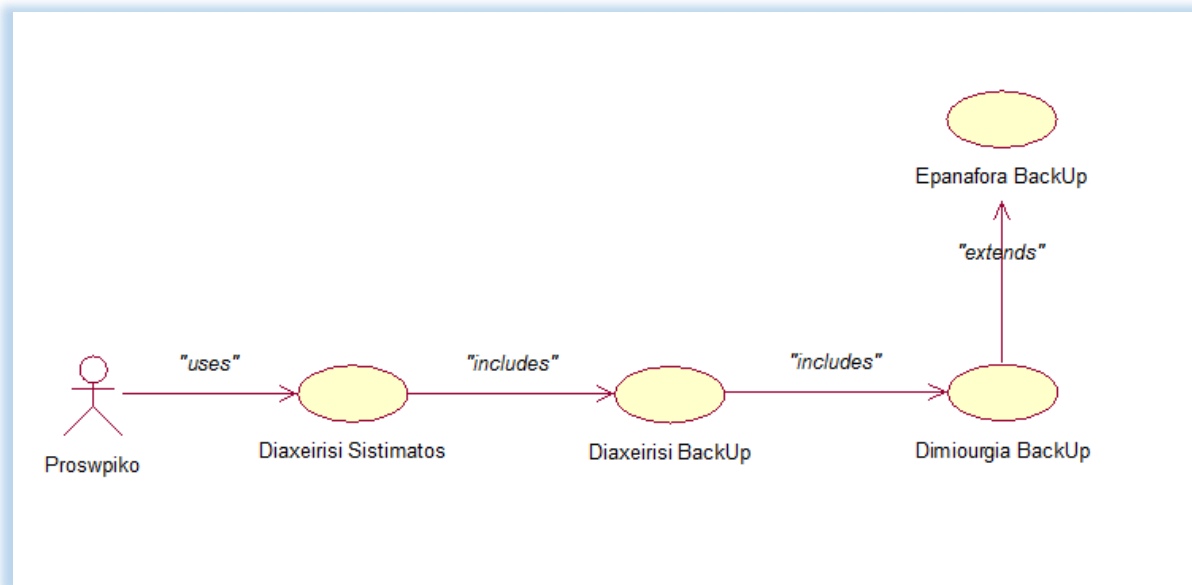 Epanafora BackUp
"extends"
"uses"
"includes"
"includes"
Proswpiko
Diaxeirisi Sistimatos
Diaxeirisi BackUp
Dimiourgia BackUp